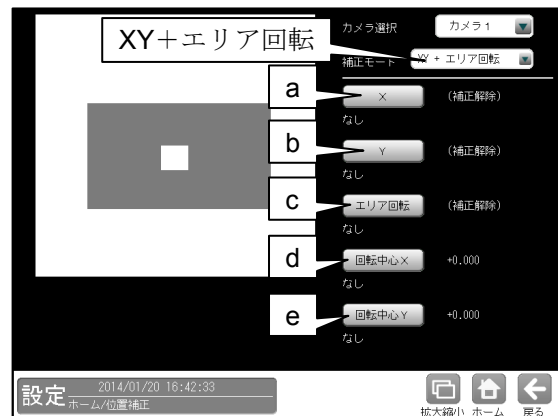 カメラ選択
カメラ1
XY＋エリア回転
補正モード
XY + エリア回転
a
X
(補正解除)
なし
b
Y
(補正解除)
なし
c
エリア回転
(補正解除)
なし
d
回転中心X
+0.000
なし
e
回転中心Y
+0.000
なし
設定
2014/01/20 16:42:33
ホーム/位置補正
拡大縮小
ホーム
戻る